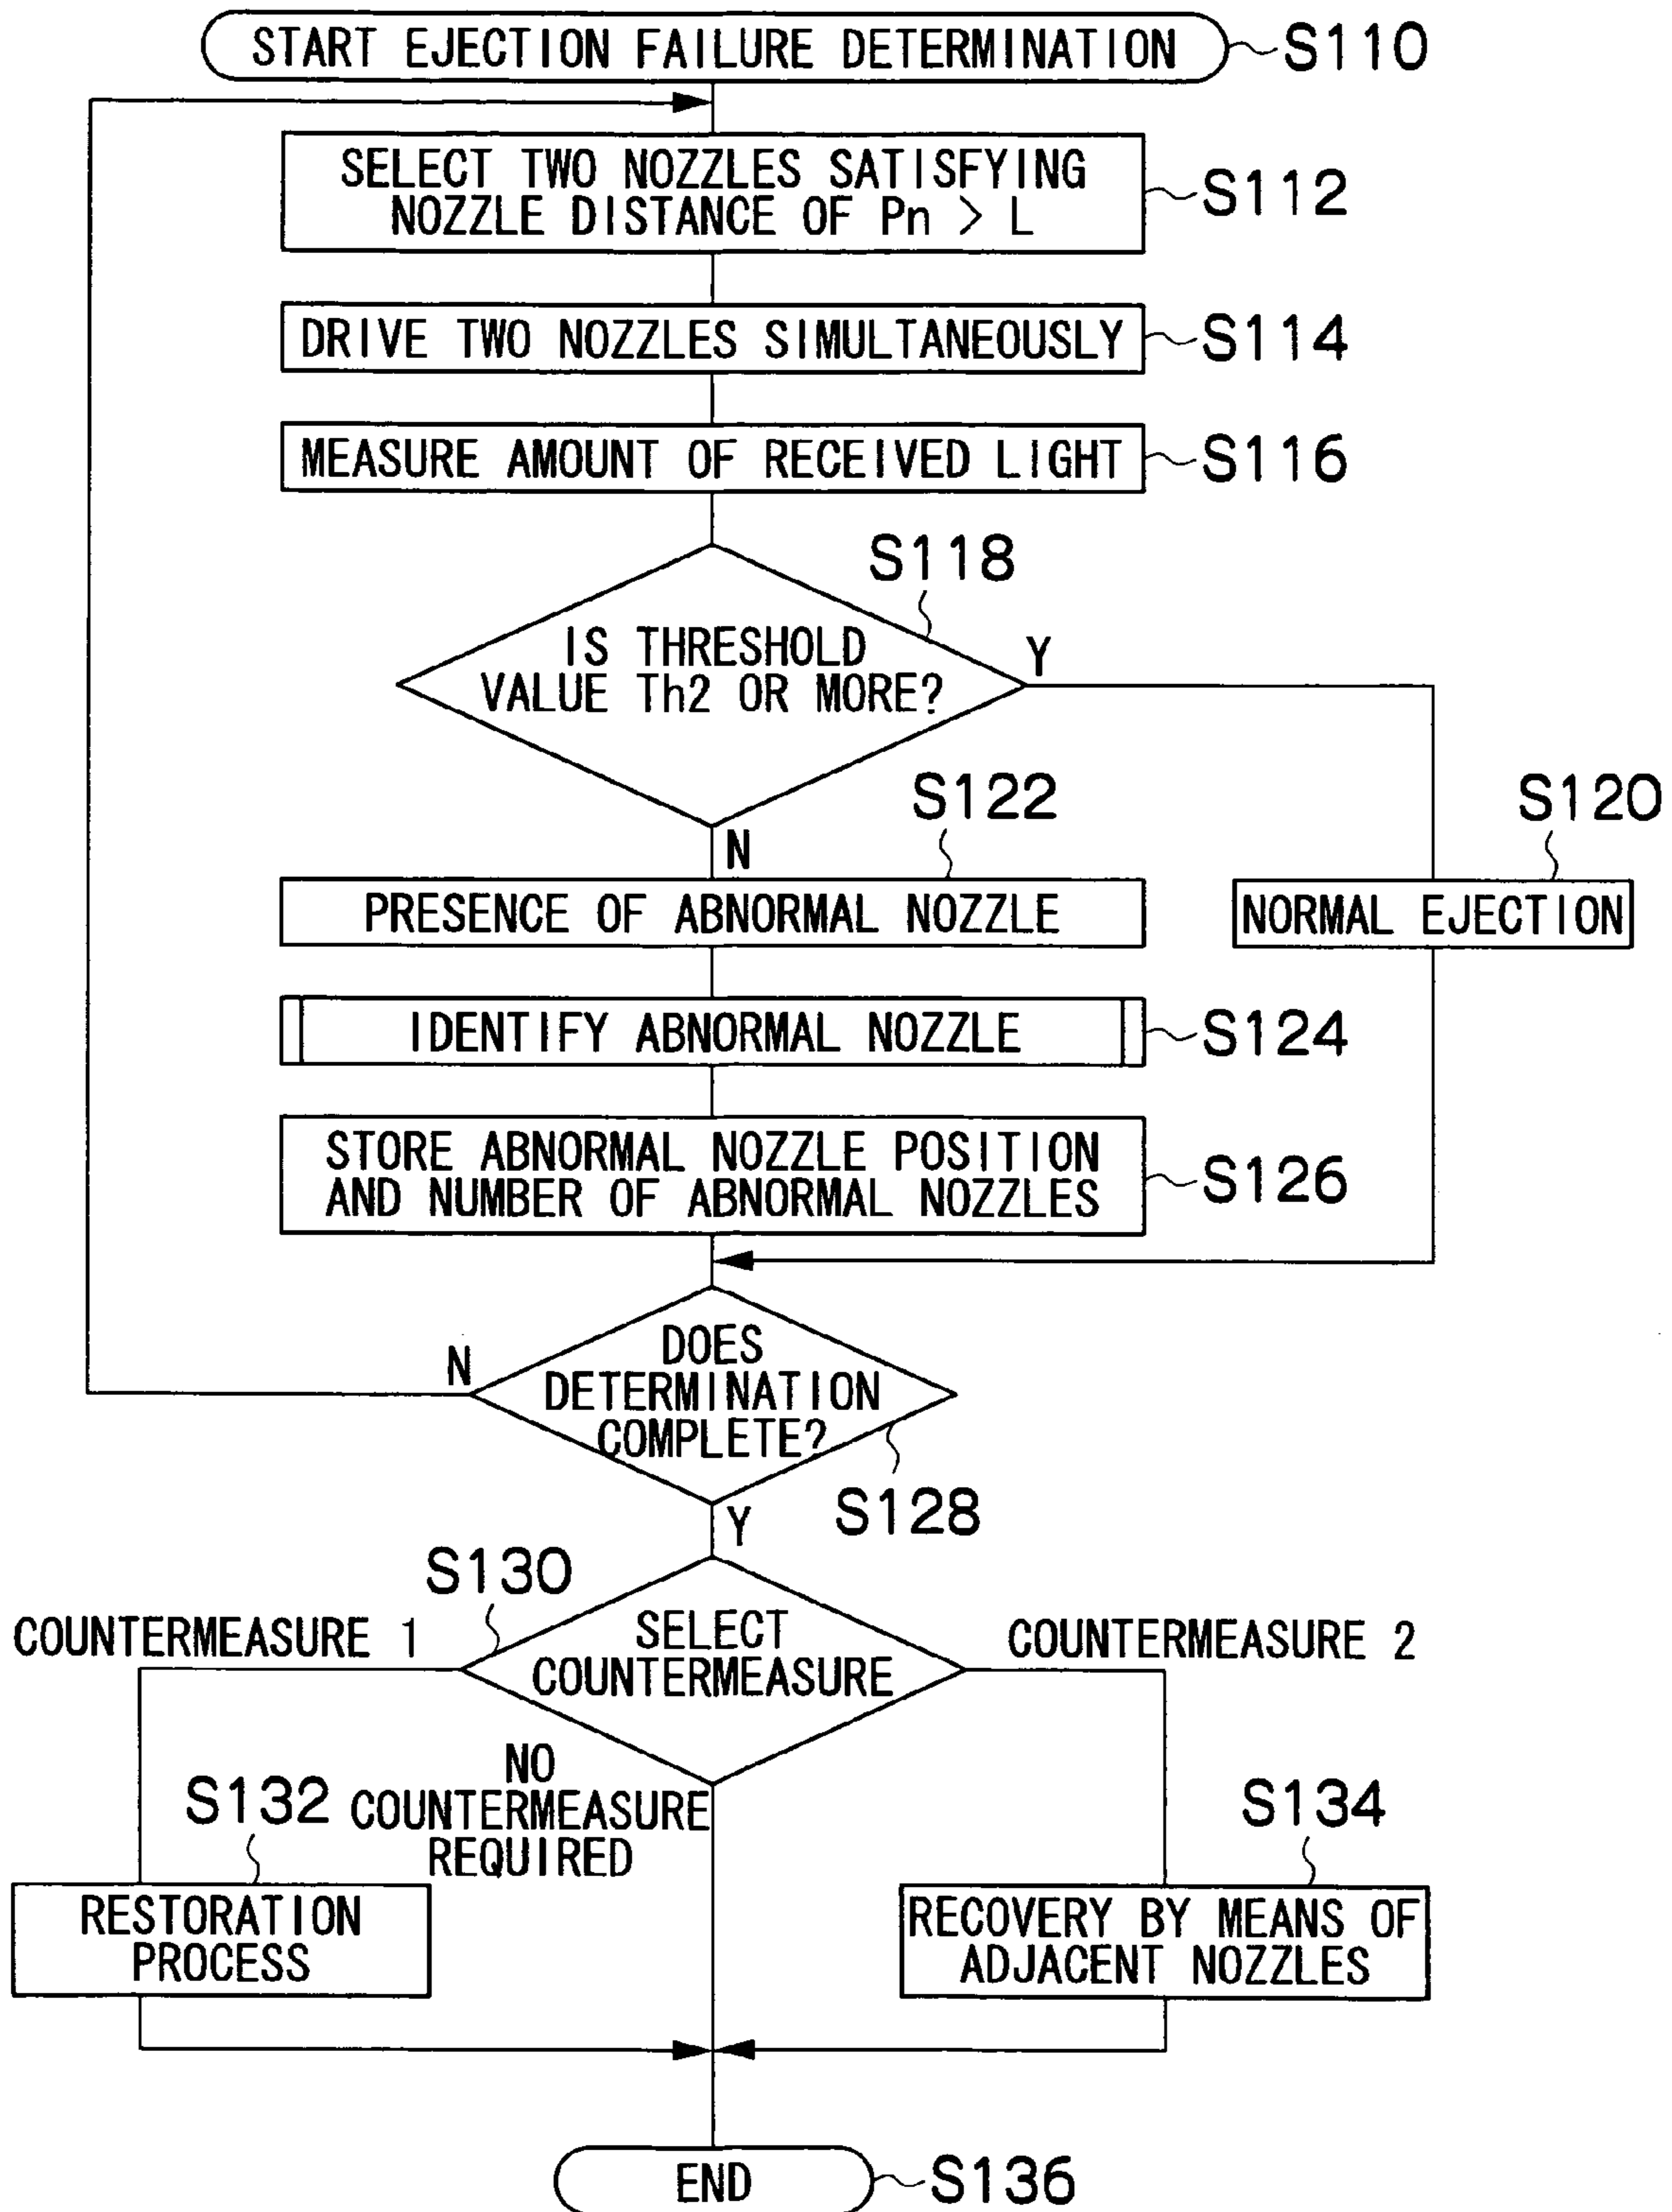 START EJECTION FAILURE DETERMINATION
S110
SELECT TWO NOZZLES SATISFYING
NOZZLE DISTANCE OF Pn > L
S112
DRIVE TWO NOZZLES SIMULTANEOUSLY
S114
MEASURE AMOUNT OF RECEIVED LIGHT
S116
S118
IS THRESHOLD
VALUE Th2 OR MORE?
Y
N
S122
PRESENCE OF ABNORMAL NOZZLE
S120
NORMAL EJECTION
IDENTIFY ABNORMAL NOZZLE
S124
STORE ABNORMAL NOZZLE POSITION
AND NUMBER OF ABNORMAL NOZZLES
S126
DOES
DETERMINATION
COMPLETE?
N
S128
Y
S130
SELECT
COUNTERMEASURE
COUNTERMEASURE 1
COUNTERMEASURE 2
NO
COUNTERMEASURE
REQUIRED
S132
RESTORATION
PROCESS
S134
RECOVERY BY MEANS OF
ADJACENT NOZZLES
END
S136